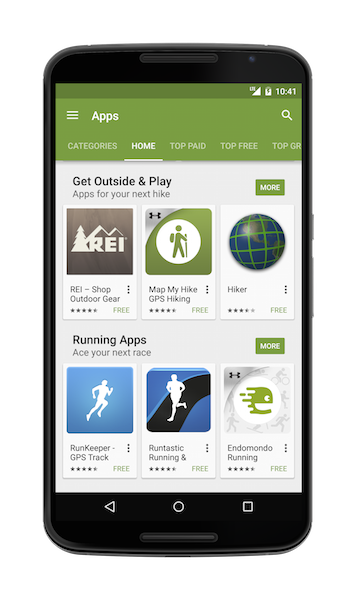 10:41
Apps
CATEGORIES HOME TOP PAID TOP FREE TOP GR
Get Outside & Play
Apps for your next hike
MORE
REI
REI – Shop
Outdoor Gear
FREE
Map My Hike
GPS Hiking
FREE
Hiker
FREE
Running Apps
Ace your next race
MORE
RunKeeper -
GPS Track
FREE
Runtastic
Running &
FREE
Endomondo
Running
FREE